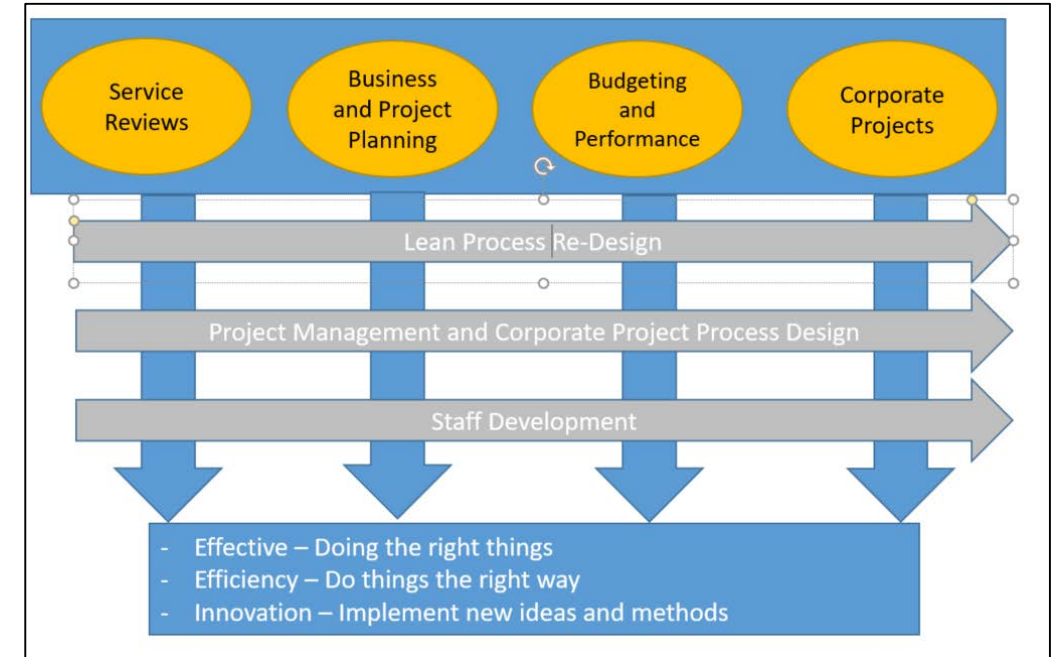 Service
Reviews
Business
and Project
Planning
Budgeting
and
Performance
Corporate
Projects
Lean Process Re-Design
Project Management and Corporate Project Process Design
Staff Development
- Effective – Doing the right things
- Efficiency – Do things the right way
- Innovation – Implement new ideas and methods